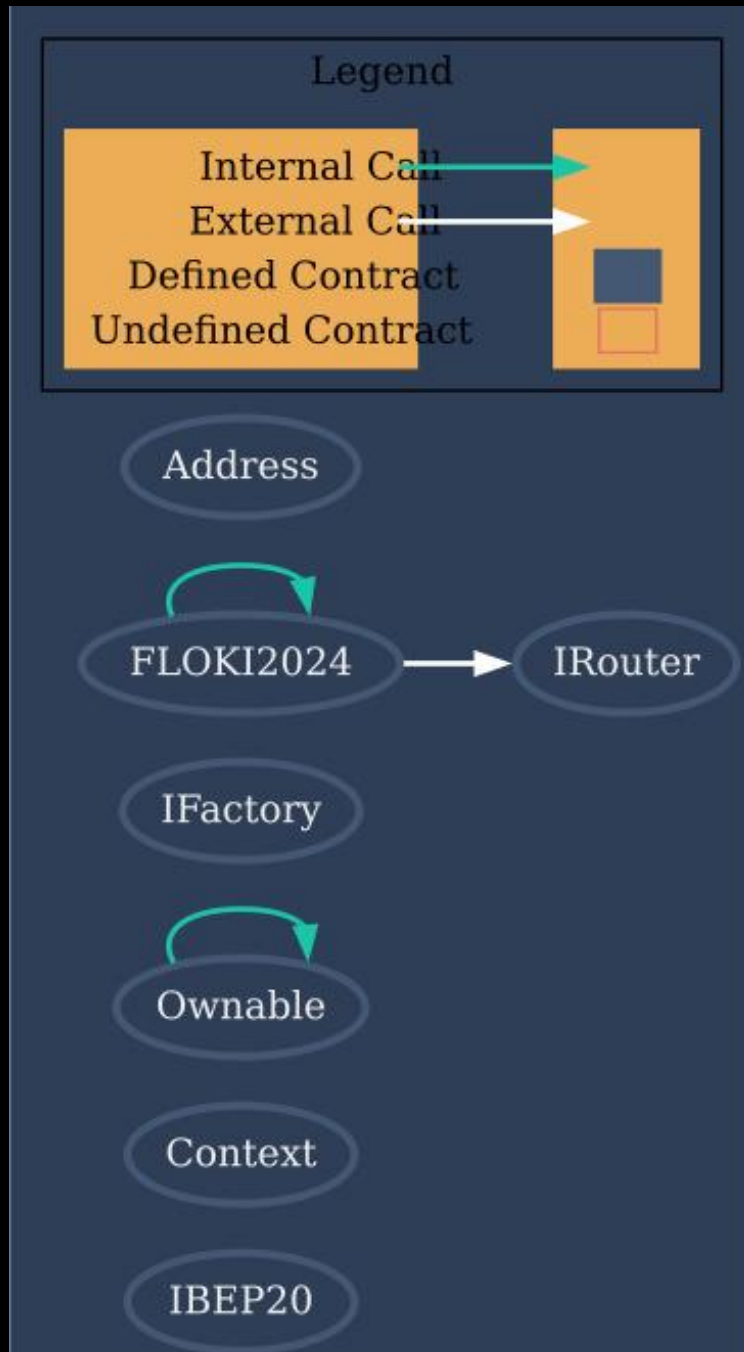 Legend
Internal Call
External Call
Defined Contract
Undefined Contract
Address
FLOKI2024
IRouter
IFactory
Ownable
Context
IBEP20